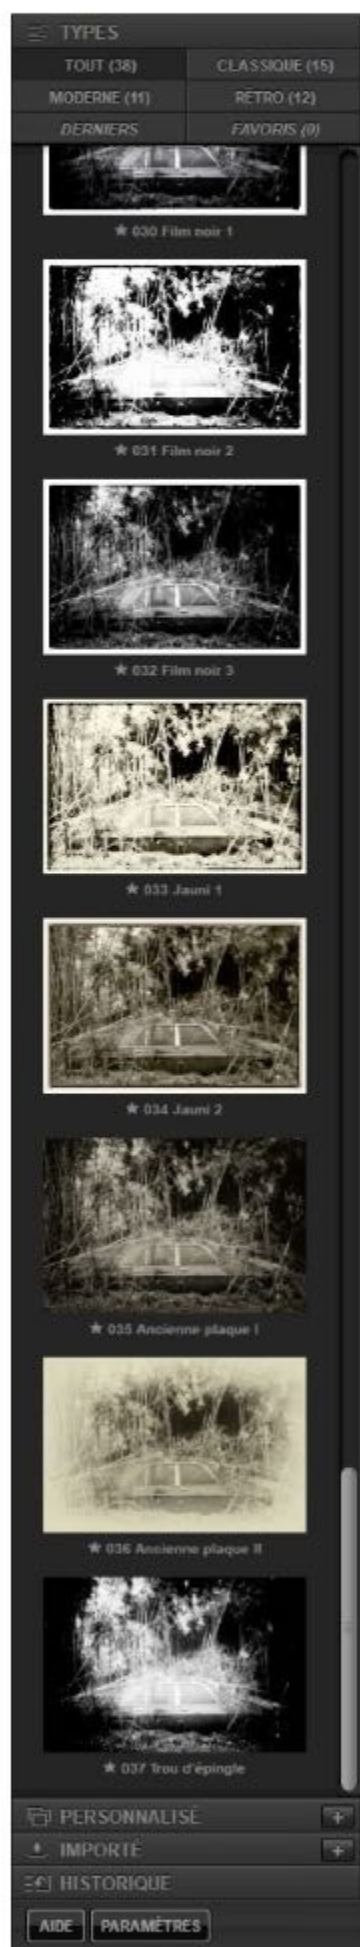 TYPES
TOUT (38) CLASSIQUE (15)
MODERNE (11) RÉTRO (12)
DERNIERS FAVORIS (0)
★ 030 Film noir 1
★ 031 Film noir 2
★ 032 Film noir 3
★ 033 Jauni 1
★ 034 Jauni 2
★ 035 Ancienne plaque I
★ 036 Ancienne plaque II
★ 037 Trou d'épingle
PERSONNALISÉ +
IMPORTÉ +
HISTORIQUE
AIDE PARAMÈTRES